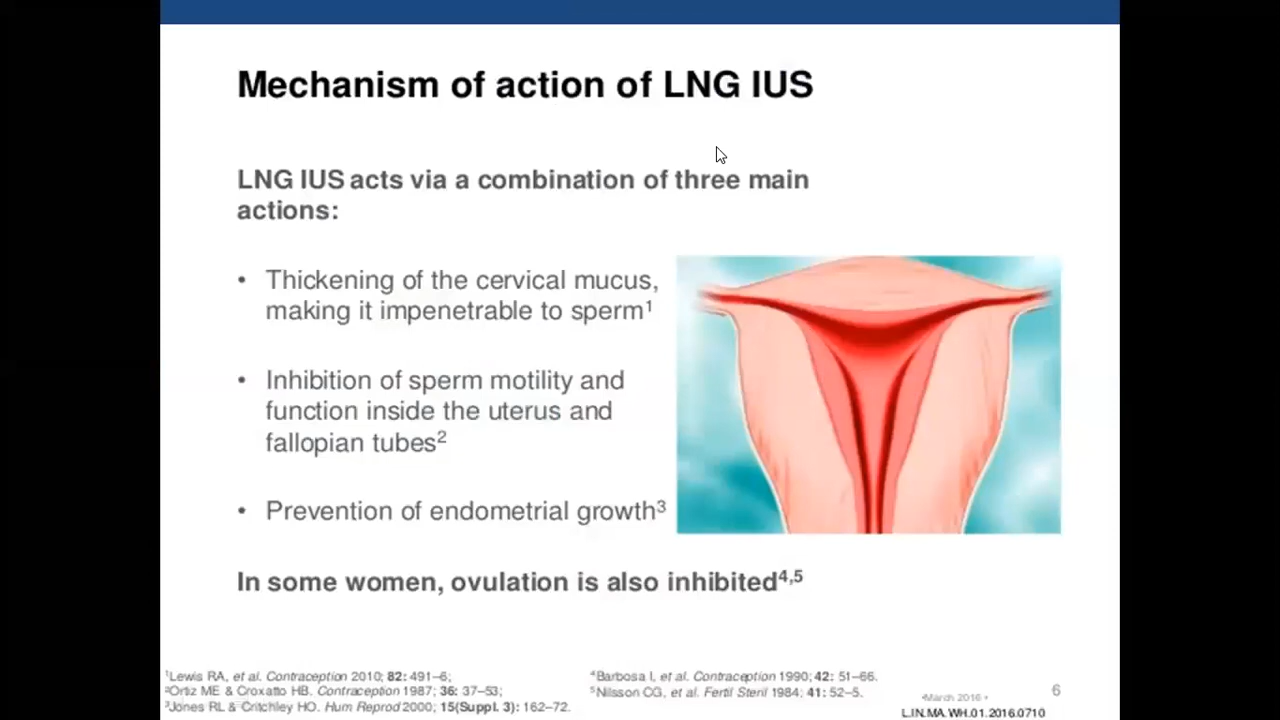 Mechanism of action of LNG IUS
LNG IUS acts via a combination of three main
actions:
• Thickening of the cervical mucus,
making it impenetrable to sperm¹
• Inhibition of sperm motility and
function inside the uterus and
fallopian tubes²
• Prevention of endometrial growth³
In some women, ovulation is also inhibited⁴,⁵
¹Lewis RA, et al. Contraception 2010; 82: 491–6;
²Ortiz ME & Croxatto HB. Contraception 1987; 36: 37–53;
³Jones RL & Critchley HO. Hum Reprod 2000; 15(Suppl. 3): 162–72.
⁴Barbosa I, et al. Contraception 1990; 42: 51–66.
⁵Nilsson CG, et al. Fertil Steril 1984; 41: 52–5.
•March 2016 •
6
L.IN.MA.WH.01.2016.0710